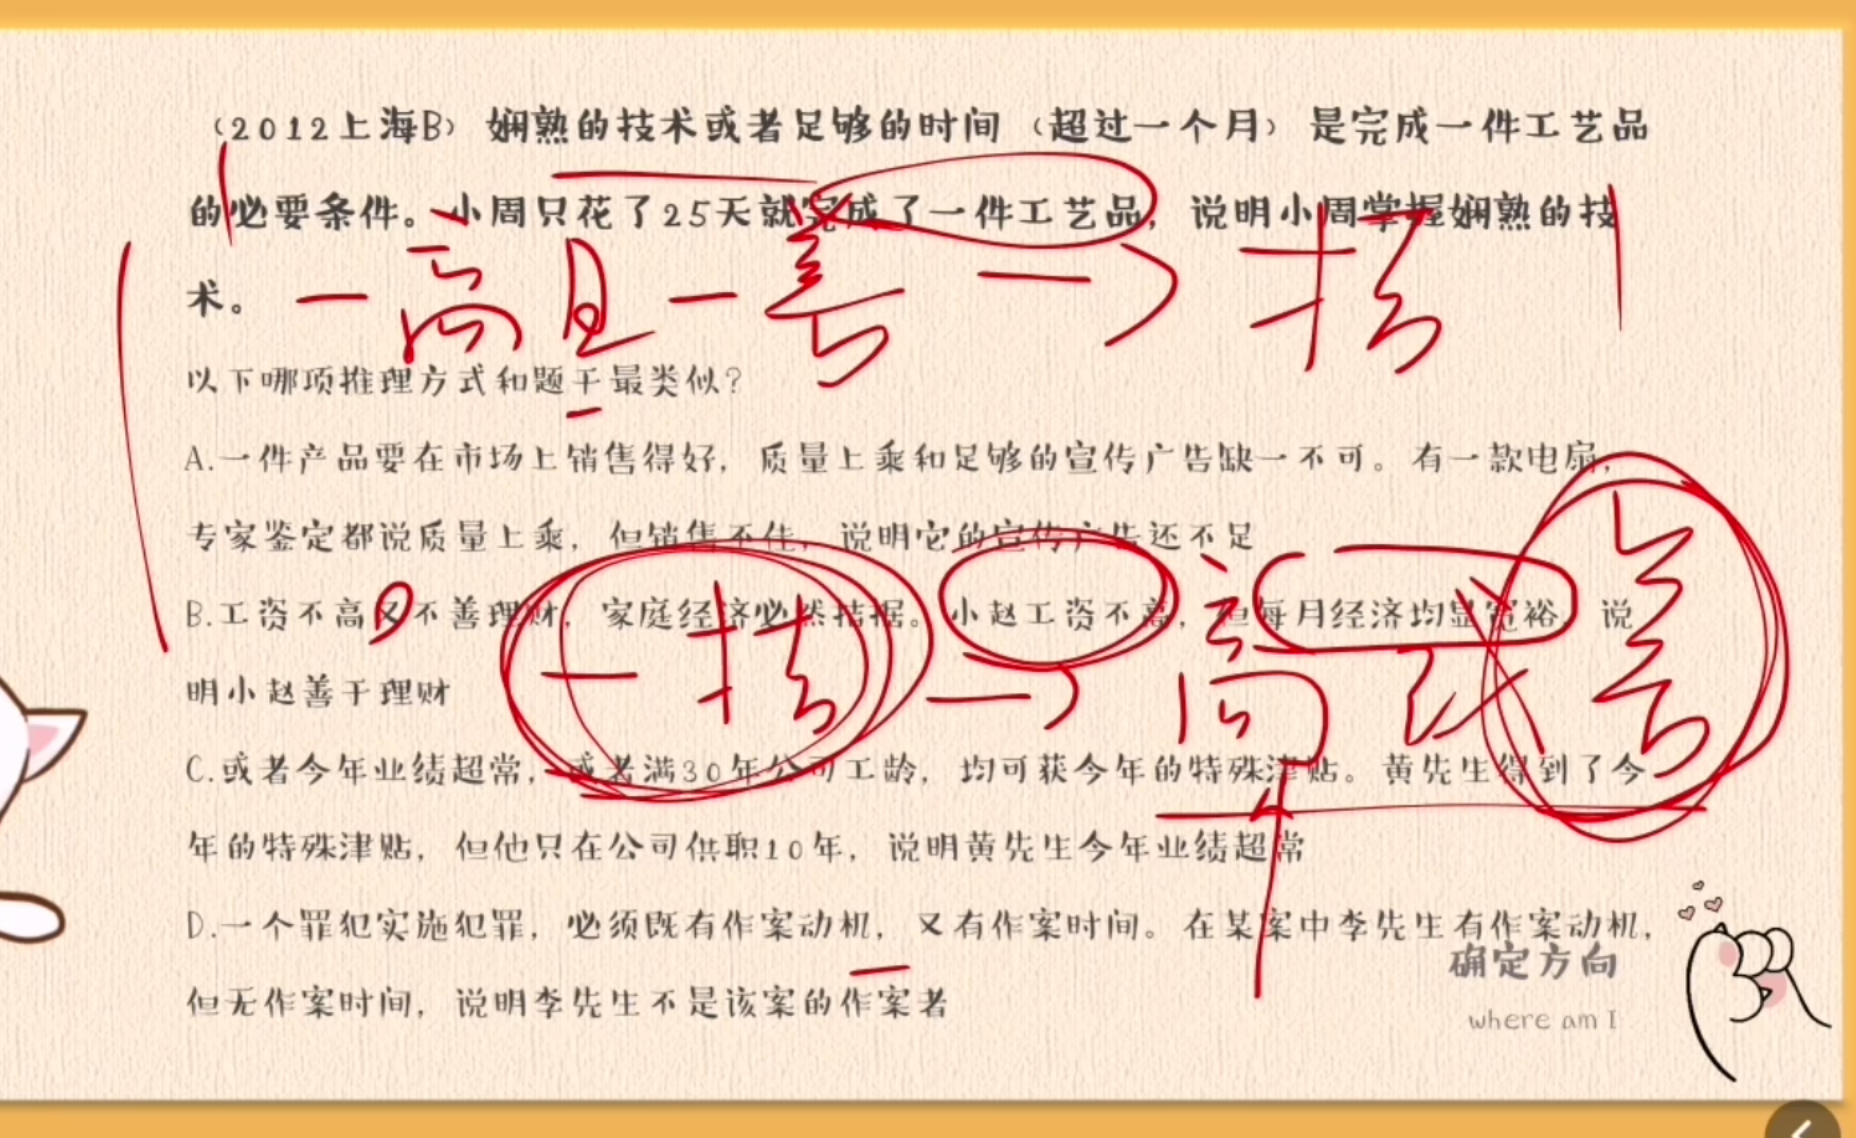 （2012上海B）娴熟的技术或者足够的时间（超过一个月）是完成一件工艺品
的必要条件。小周只花了25天就完成了一件工艺品，说明小周掌握娴熟的技
术。
－高且－善 → 拮
以下哪项推理方式和题干最类似？
A.一件产品要在市场上销售得好，质量上乘和足够的宣传广告缺一不可。有一款电扇，
专家鉴定都说质量上乘，但销售不佳，说明它的宣传广告还不足
B.工资不高又不善理财，家庭经济必然拮据。小赵工资不高，但每月经济均显宽裕，说
明小赵善于理财
－拮 → 高或善
C.或者今年业绩超常，或者满30年公司工龄，均可获今年的特殊津贴。黄先生得到了今
年的特殊津贴，但他只在公司供职10年，说明黄先生今年业绩超常
D.一个罪犯实施犯罪，必须既有作案动机，又有作案时间。在某案中李先生有作案动机，
但无作案时间，说明李先生不是该案的作案者
确定方向
where am I